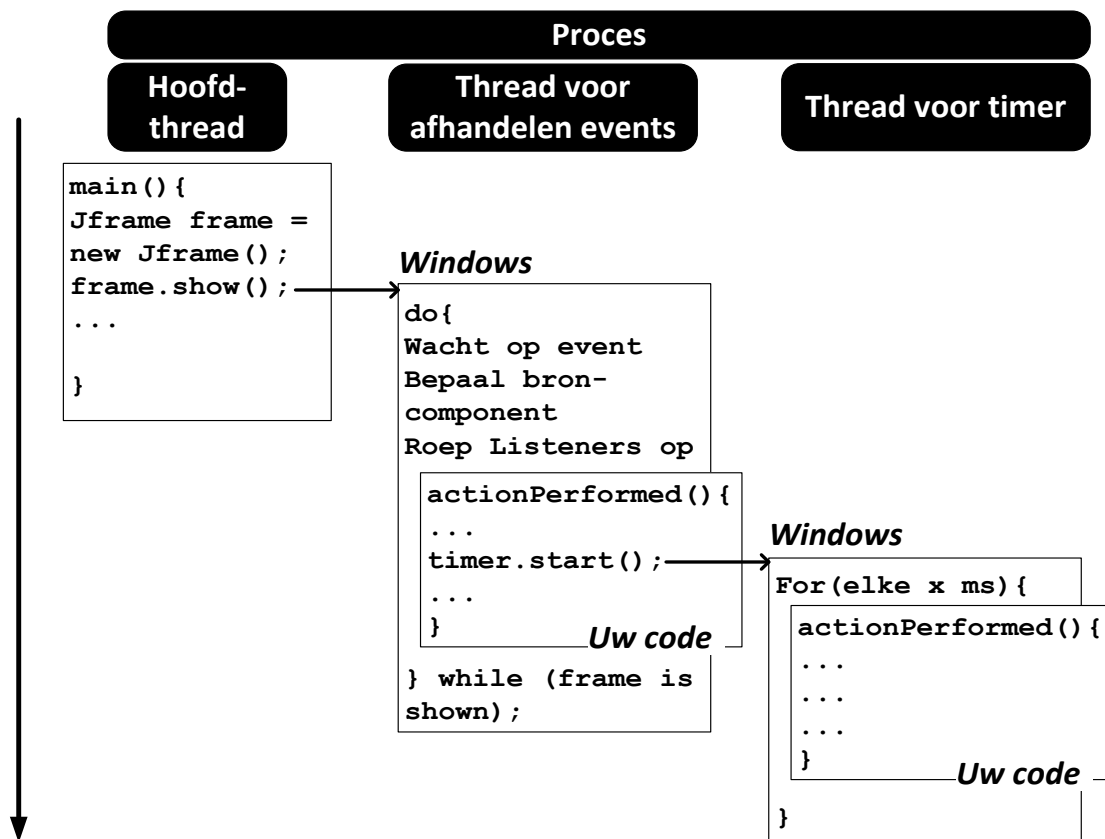 Proces
Hoofd-
thread
Thread voor
afhandelen events
Thread voor timer
main(){
Jframe frame =
new Jframe();
frame.show();
...
}
Windows
do{
Wacht op event
Bepaal bron-
component
Roep Listeners op
actionPerformed(){
...
timer.start();
...
}
Uw code
} while (frame is
shown);
Windows
For(elke x ms){
actionPerformed(){
...
...
...
}
Uw code
}